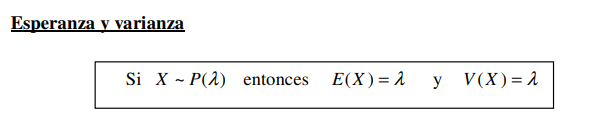 Esperanza y varianza
Si X ~ P(λ) entonces E(X) = λ y V(X) = λ